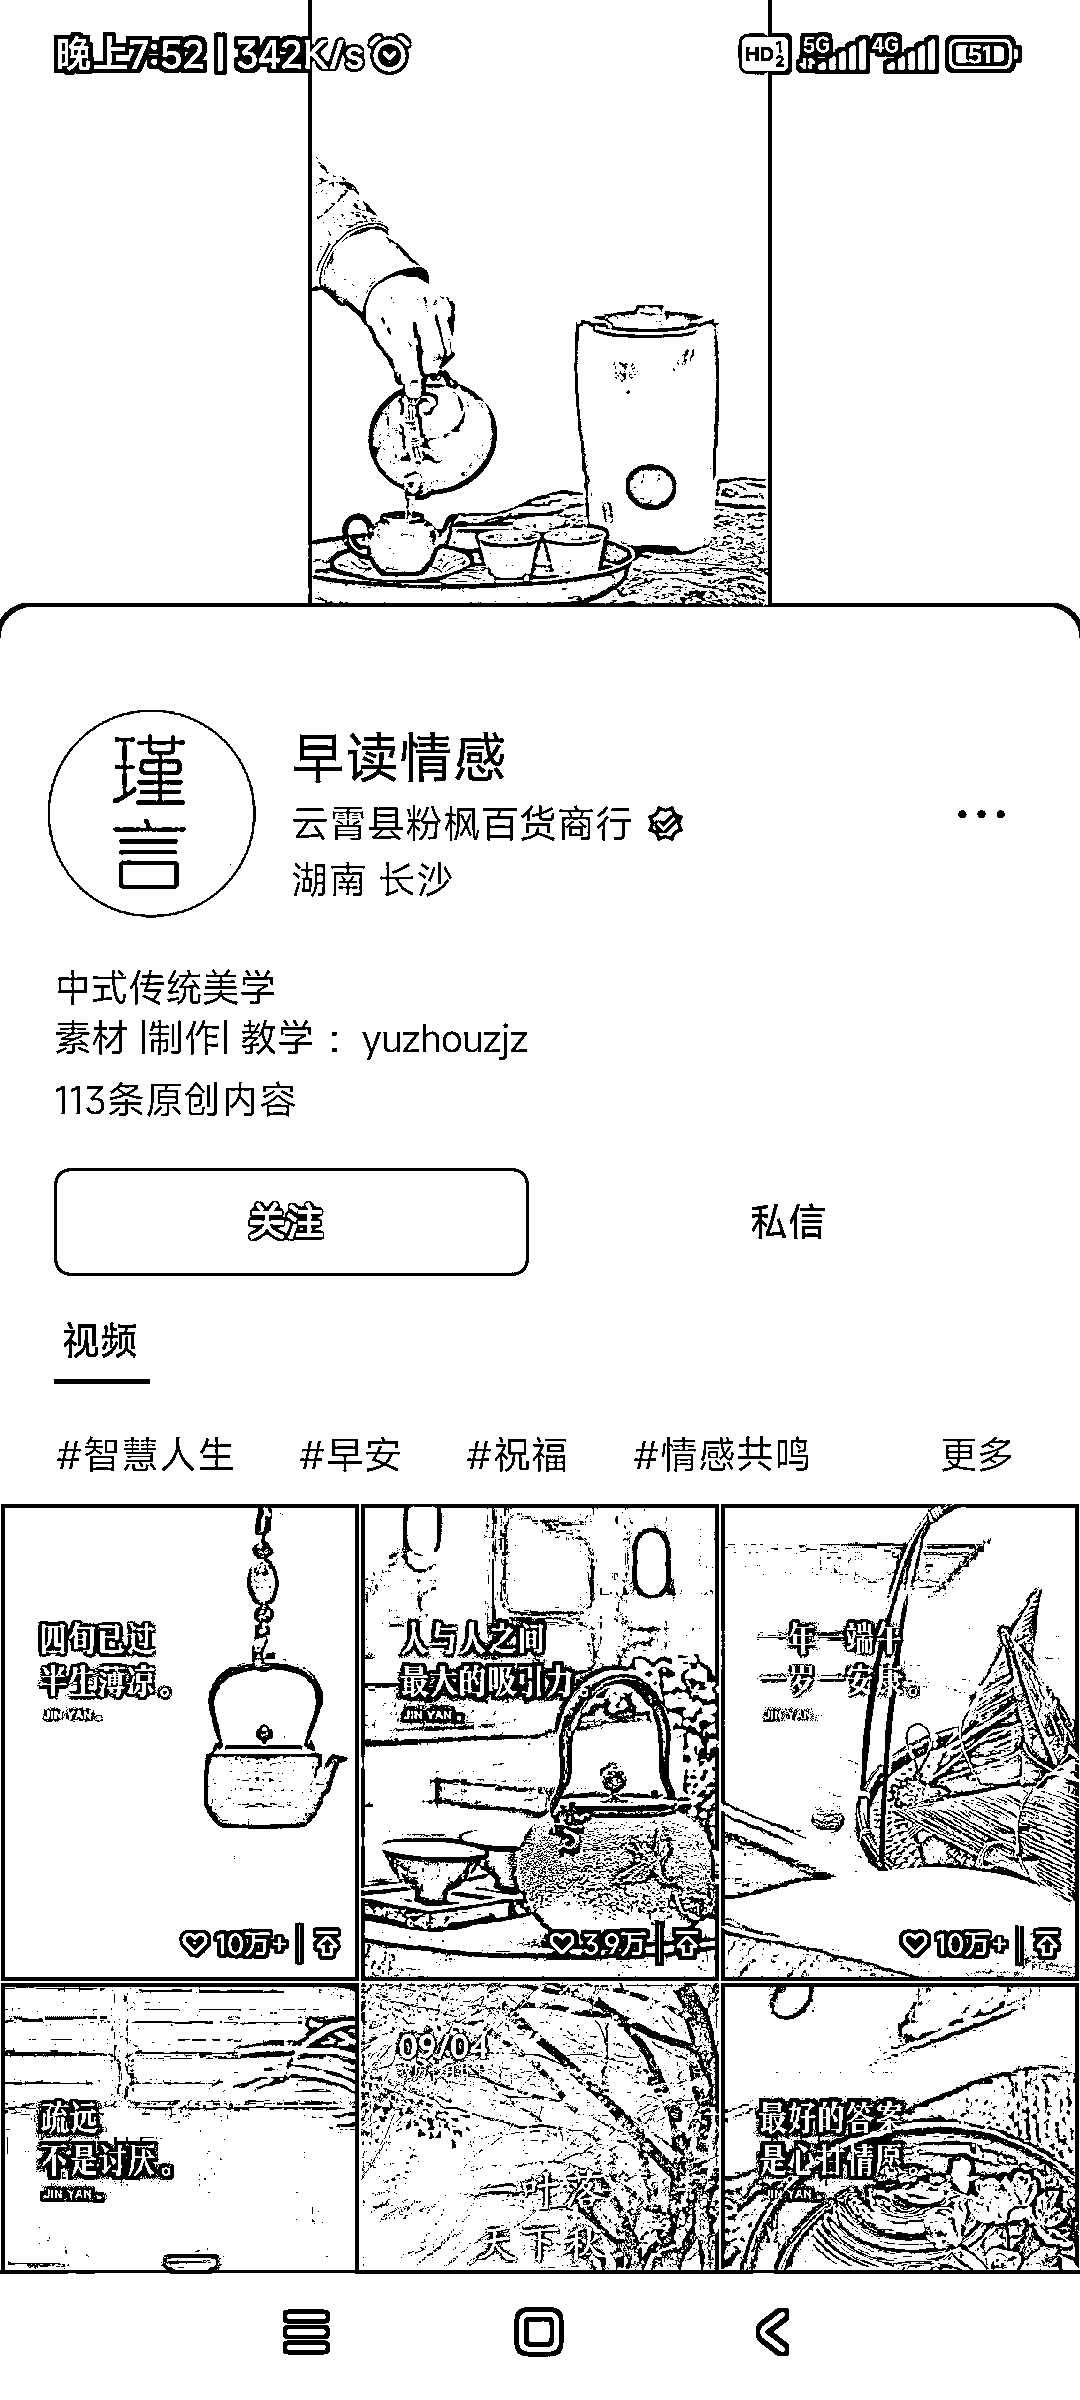 晚上7:52 | 342K/s
HD 1 2 5G 4G 51
瑾言
早读情感
云霄县粉枫百货商行
湖南 长沙
中式传统美学
素材 |制作| 教学 : yuzhouzjz
113条原创内容
关注
私信
视频
#智慧人生 #早安 #祝福 #情感共鸣 更多
四旬已过
半生薄凉。
JIN YAN
10万+
人与人之间
最大的吸引力
JIN YAN
3.9万
一年一端午
一岁一安康。
JIN YAN
10万+
疏远
不是讨厌。
JIN YAN
09/04
一叶落
天下秋
最好的答案
是心甘情愿
JIN YAN